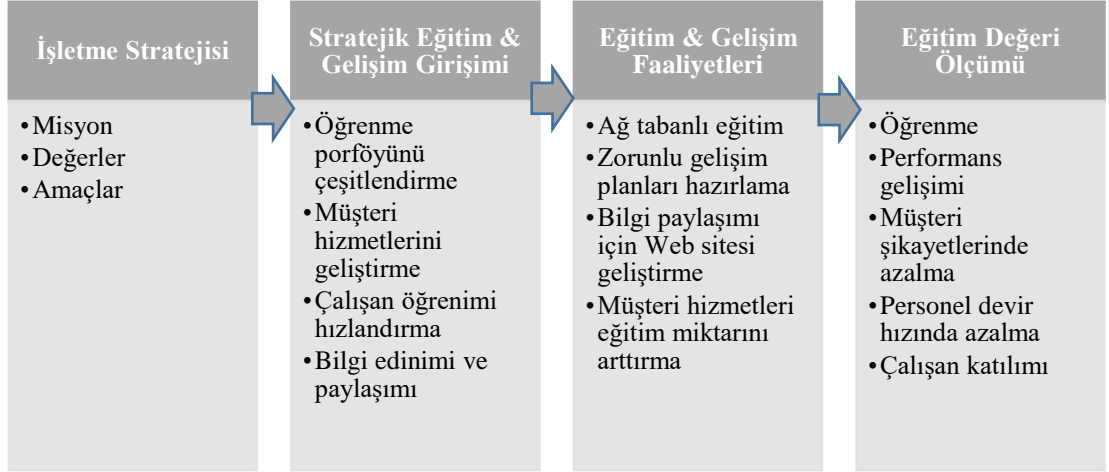 İşletme Stratejisi
•Misyon
•Değerler
•Amaçlar
Stratejik Eğitim &
Gelişim Girişimi
•Öğrenme
porföyünü
çeşitlendirme
•Müşteri
hizmetlerini
geliştirme
•Çalışan öğrenimi
hızlandırma
•Bilgi edinimi ve
paylaşımı
Eğitim & Gelişim
Faaliyetleri
•Ağ tabanlı eğitim
•Zorunlu gelişim
planları hazırlama
•Bilgi paylaşımı
için Web sitesi
geliştirme
•Müşteri hizmetleri
eğitim miktarını
arttırma
Eğitim Değeri
Ölçümü
•Öğrenme
•Performans
gelişimi
•Müşteri
şikayetlerinde
azalma
•Personel devir
hızında azalma
•Çalışan katılımı